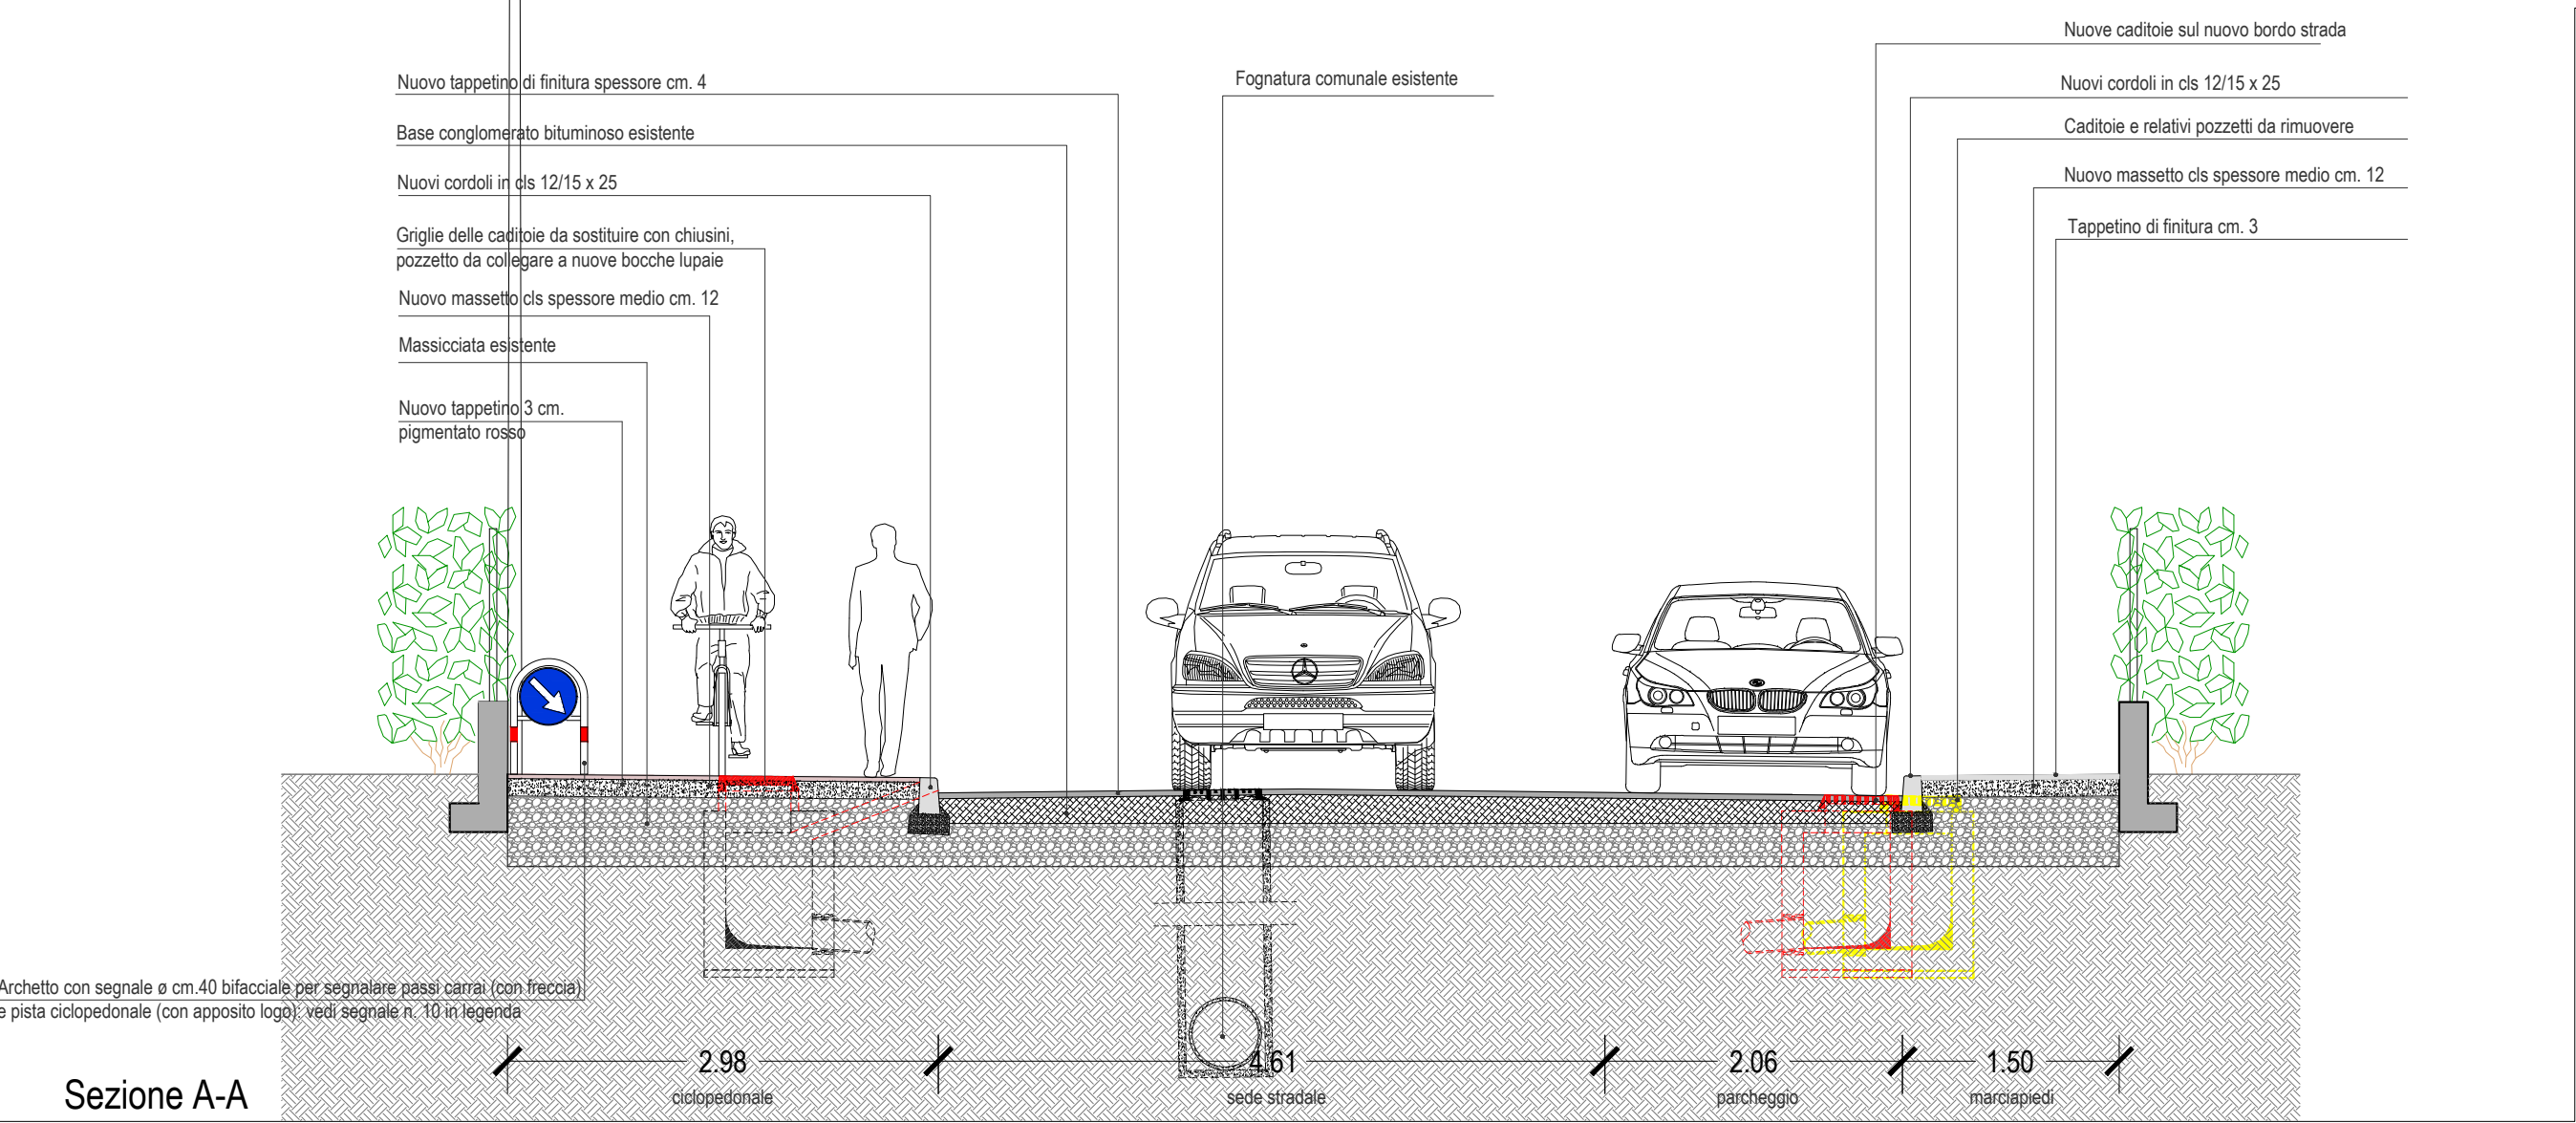 Nuovo tappetino di finitura spessore cm. 4
Base conglomerato bituminoso esistente
Nuovi cordoli in cls 12/15 x 25
Griglie delle caditoie da sostituire con chiusini,
pozzetto da collegare a nuove bocche lupaie
Nuovo massetto cls spessore medio cm. 12
Massicciata esistente
Nuovo tappetino 3 cm.
pigmentato rosso
Fognatura comunale esistente
Nuove caditoie sul nuovo bordo strada
Nuovi cordoli in cls 12/15 x 25
Caditoie e relativi pozzetti da rimuovere
Nuovo massetto cls spessore medio cm. 12
Tappetino di finitura cm. 3
Archetto con segnale ø cm.40 bifacciale per segnalare passi carrai (con freccia)
e pista ciclopedonale (con apposito logo): vedi segnale n. 10 in legenda
2.98
ciclopedonale
4.61
sede stradale
2.06
parcheggio
1.50
marciapiedi
Sezione A-A